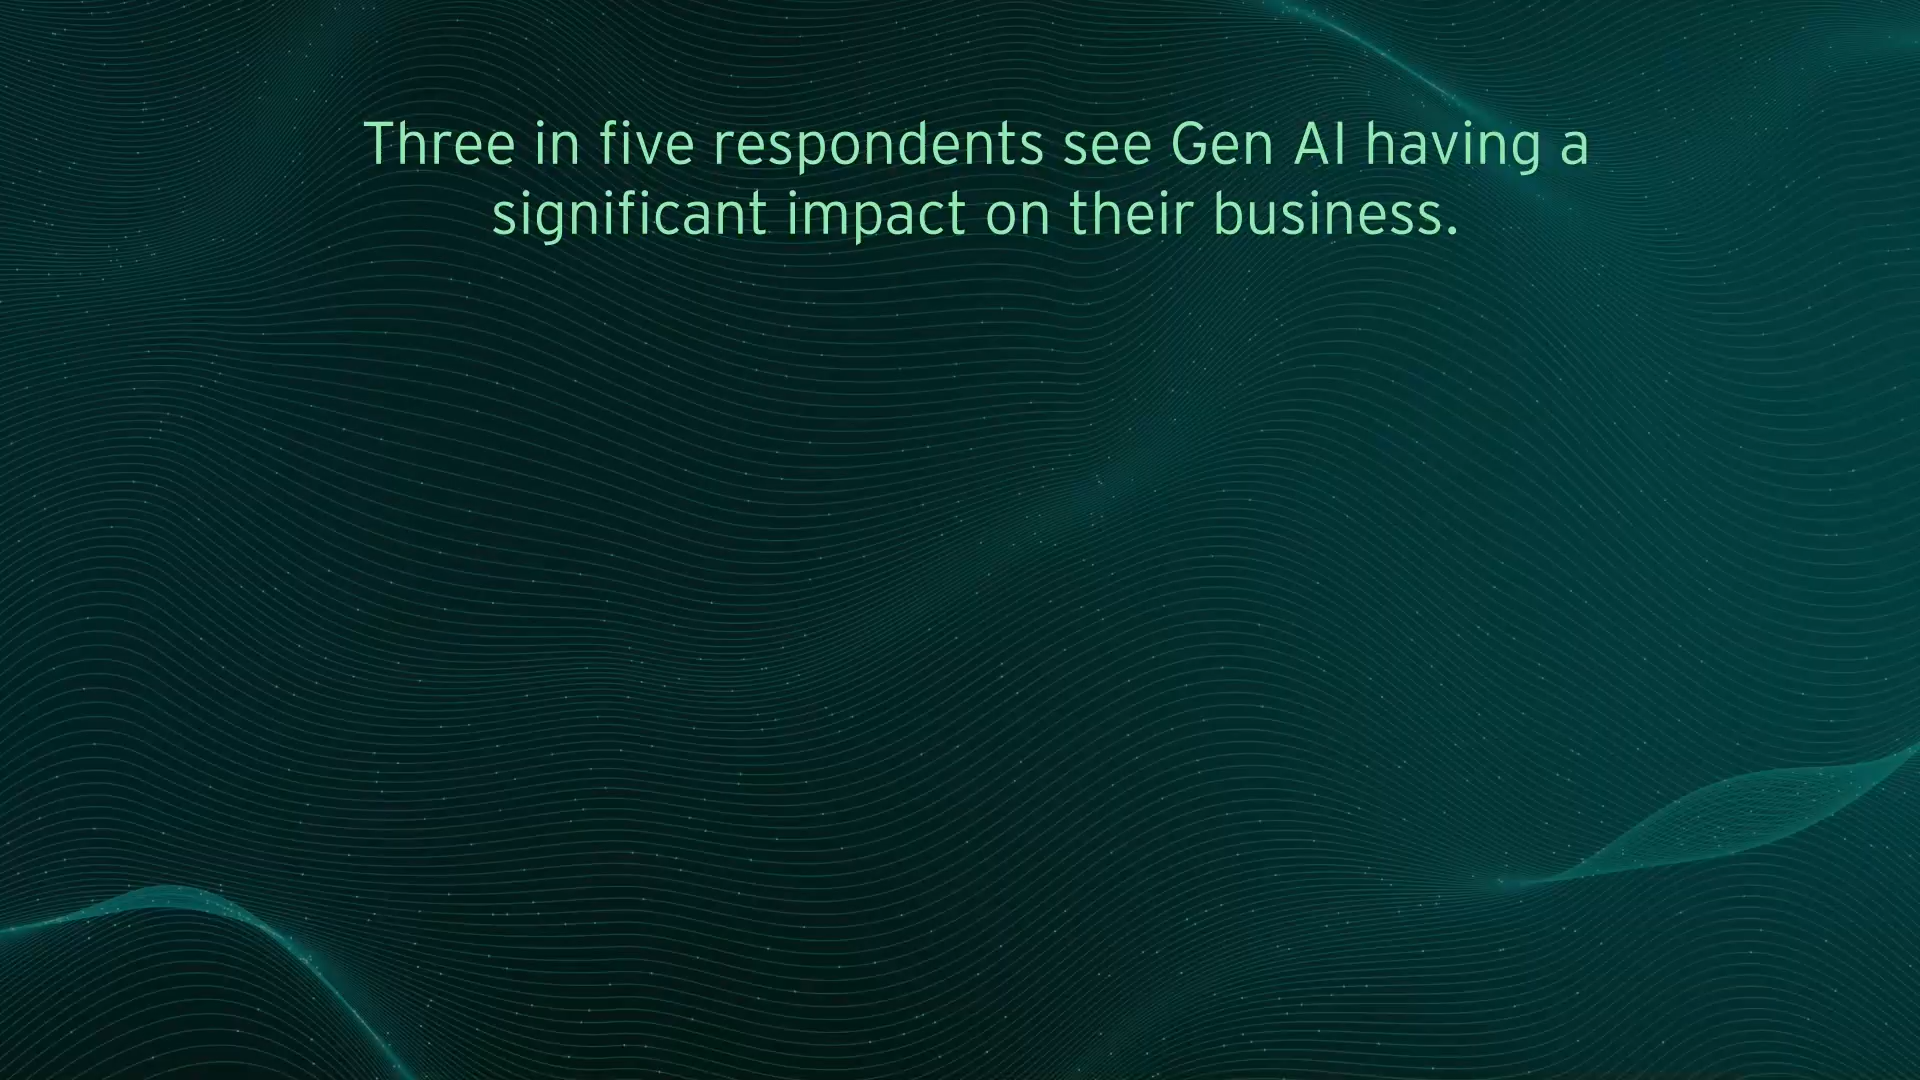 Three in five respondents see Gen AI having a
significant impact on their business.